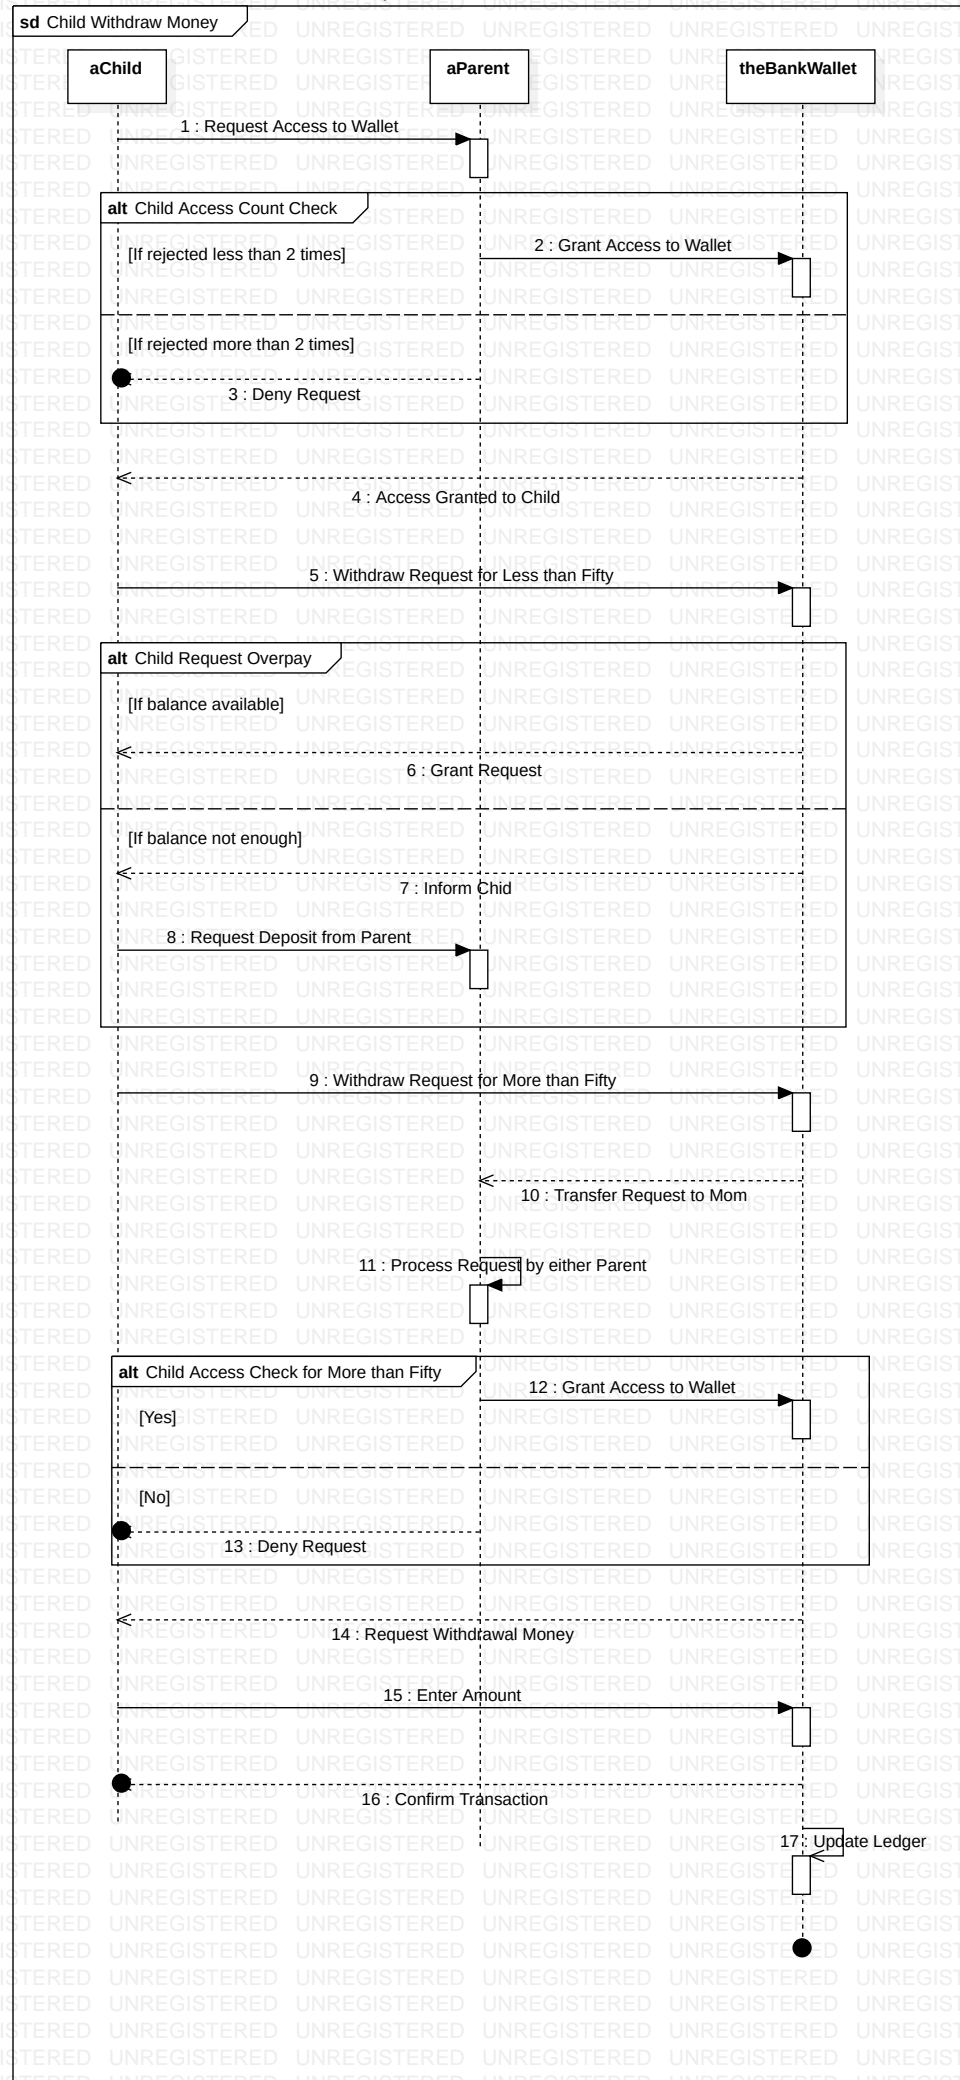 sd Child Withdraw Money
aChild
aParent
theBankWallet
1 : Request Access to Wallet
alt Child Access Count Check
[If rejected less than 2 times]
2 : Grant Access to Wallet
[If rejected more than 2 times]
3 : Deny Request
4 : Access Granted to Child
5 : Withdraw Request for Less than Fifty
alt Child Request Overpay
[If balance available]
6 : Grant Request
[If balance not enough]
7 : Inform Chid
8 : Request Deposit from Parent
9 : Withdraw Request for More than Fifty
10 : Transfer Request to Mom
11 : Process Request by either Parent
alt Child Access Check for More than Fifty
12 : Grant Access to Wallet
[Yes]
[No]
13 : Deny Request
14 : Request Withdrawal Money
15 : Enter Amount
16 : Confirm Transaction
17 : Update Ledger
UNREGISTERED